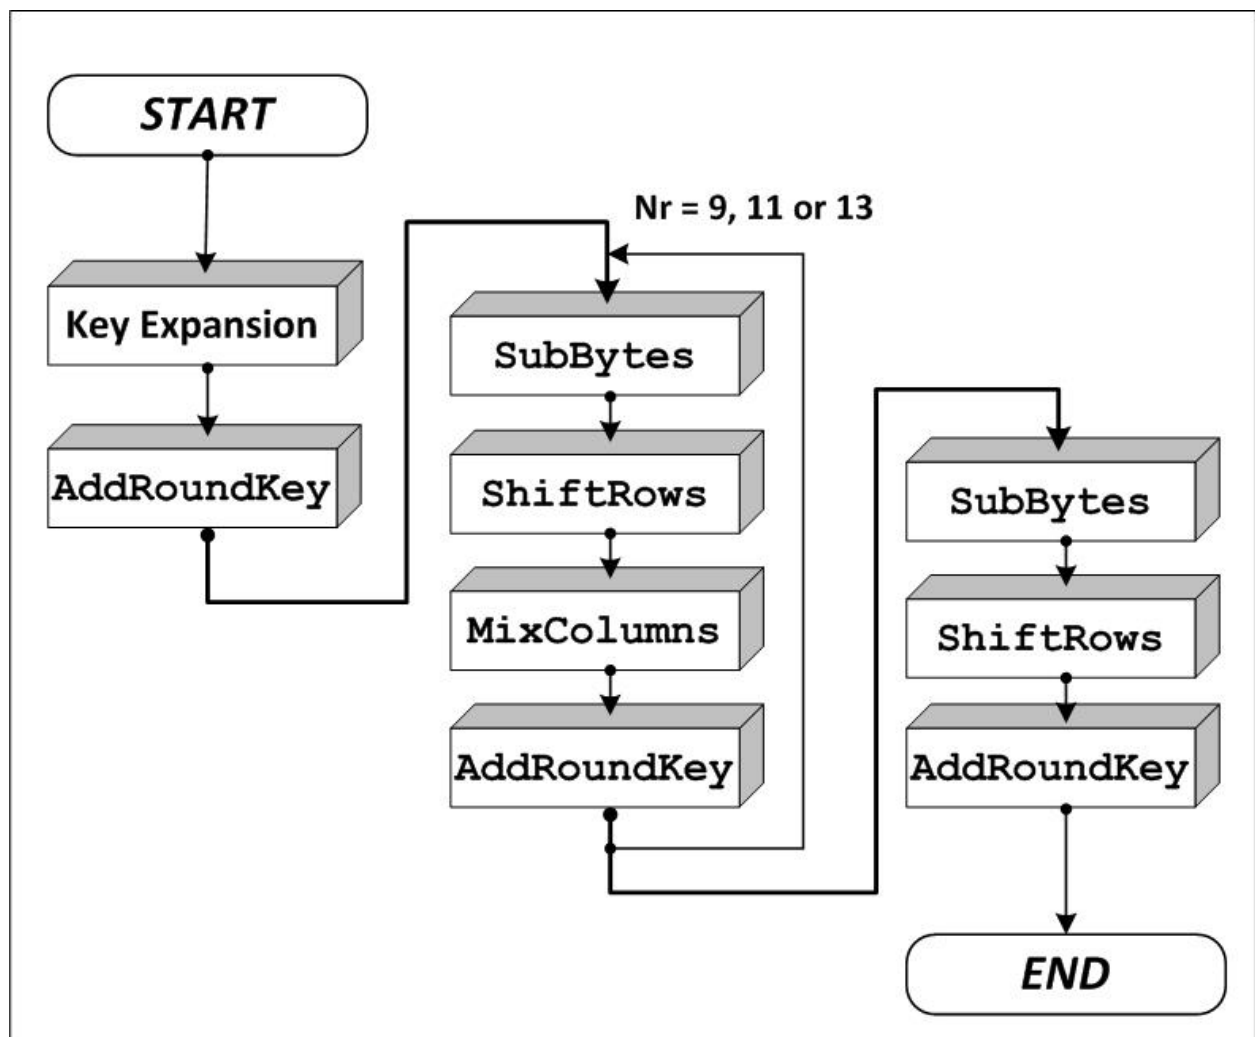 START
Key Expansion
AddRoundKey
Nr = 9, 11 or 13
SubBytes
ShiftRows
MixColumns
AddRoundKey
SubBytes
ShiftRows
AddRoundKey
END